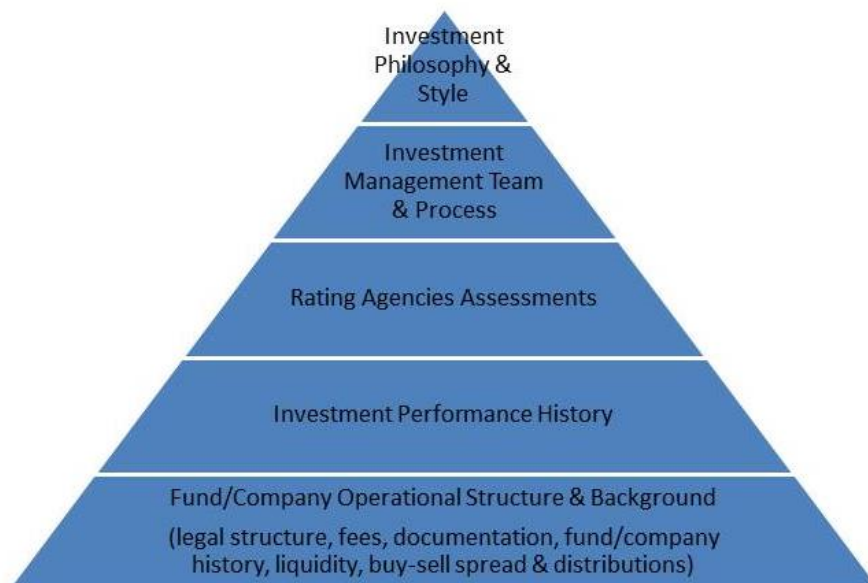 Investment
Philosophy &
Style
Investment
Management Team
& Process
Rating Agencies Assessments
Investment Performance History
Fund/Company Operational Structure & Background
(legal structure, fees, documentation, fund/company
history, liquidity, buy-sell spread & distributions)